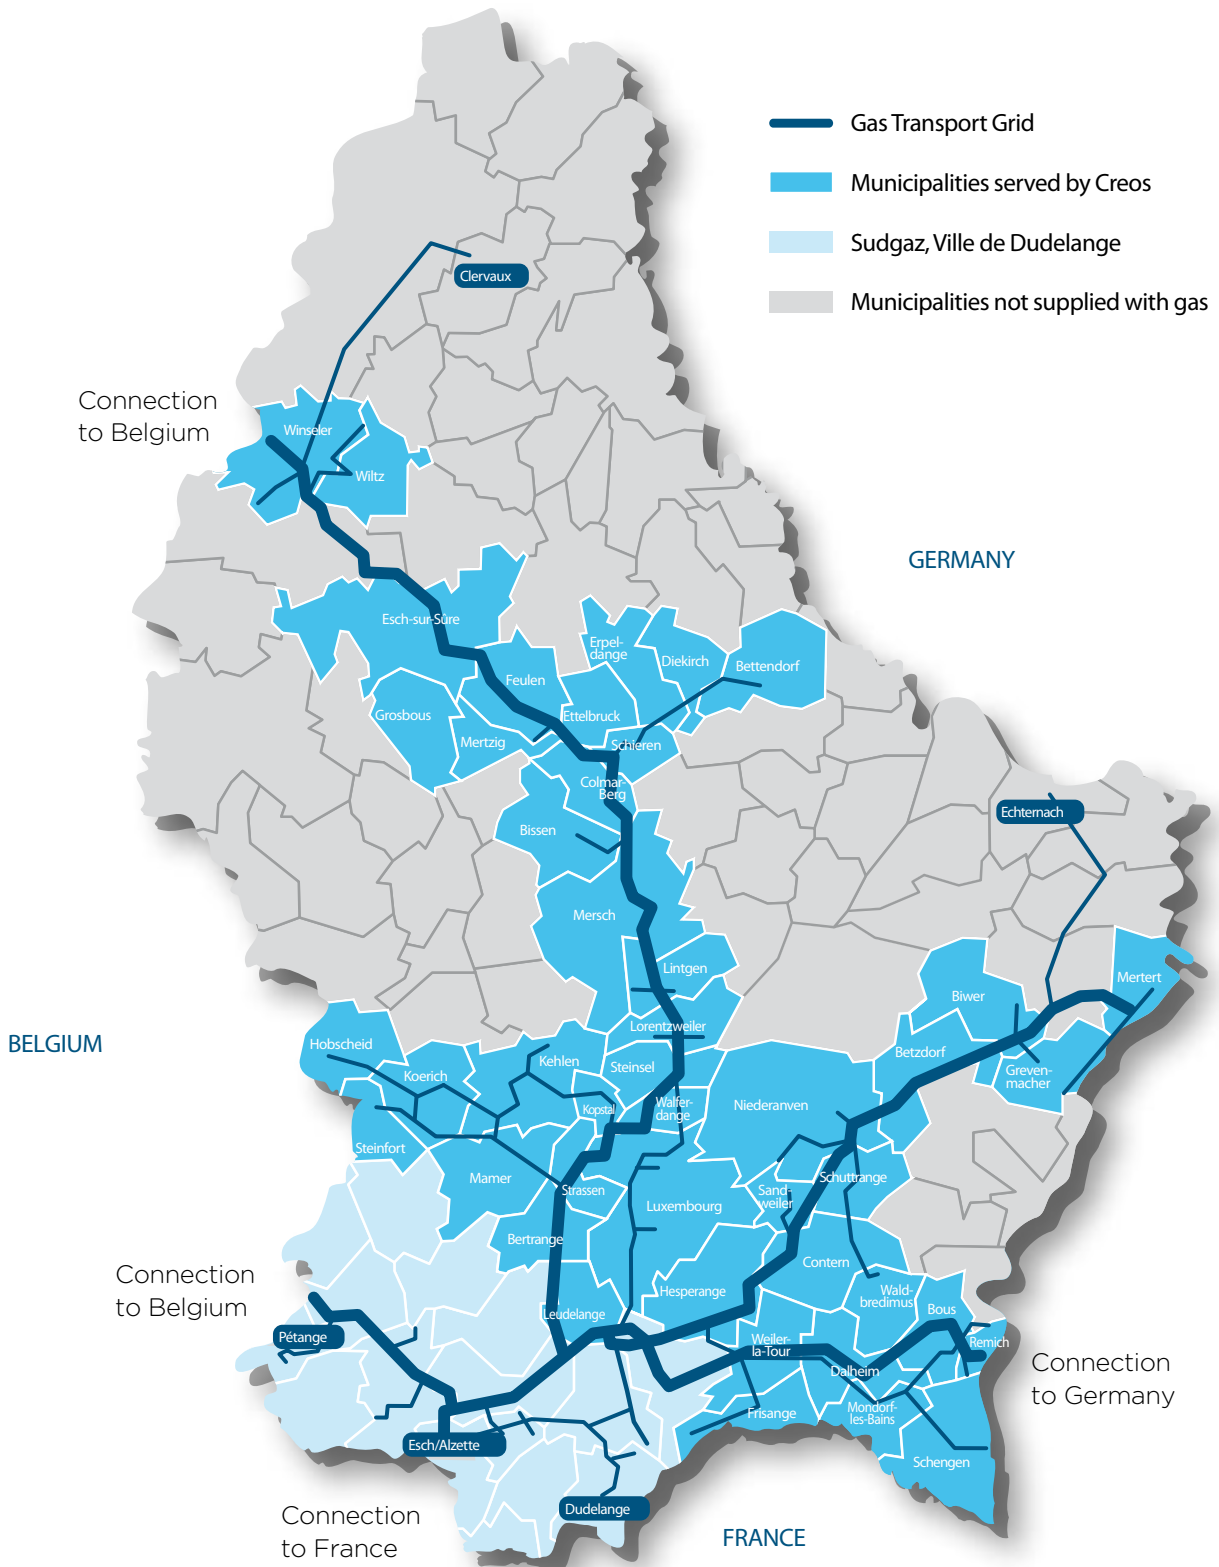 Gas Transport Grid
Municipalities served by Creos
Sudgaz, Ville de Dudelange
Municipalities not supplied with gas
Clervaux
Connection
to Belgium
Winseler
Wiltz
GERMANY
Esch-sur-Sûre
Erpel-
dange
Diekirch
Bettendorf
Feulen
Grosbous
Ettelbruck
Mertzig
Schieren
Colmar-
Berg
Bissen
Echternach
Mersch
Lintgen
Mertert
Biwer
Lorentzweiler
BELGIUM
Hobscheid
Kehlen
Steinsel
Betzdorf
Koerich
Greven-
macher
Kopstal
Walfer-
dange
Niederanven
Steinfort
Mamer
Strassen
Schuttrange
Sand-
weiler
Luxembourg
Bertrange
Contern
Connection
to Belgium
Hesperange
Wald-
bredimus
Bous
Leudelange
Pétange
Weiler-
la-Tour
Remich
Dalheim
Connection
to Germany
Frisange
Mondorf-
les-Bains
Esch/Alzette
Schengen
Dudelange
Connection
to France
FRANCE